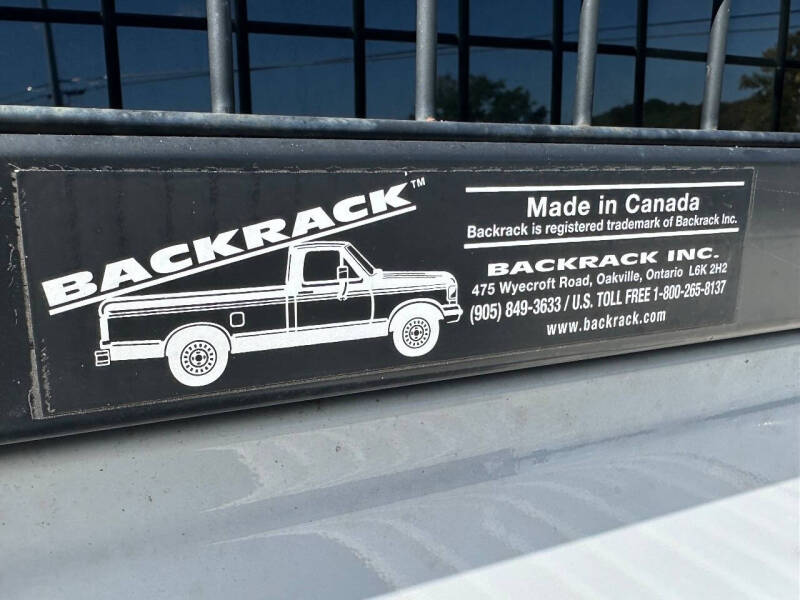 BACKRACK™
Made in Canada
Backrack is registered trademark of Backrack Inc.
BACKRACK INC.
475 Wyecroft Road, Oakville, Ontario L6K 2H2
(905) 849-3633 / U.S. TOLL FREE 1-800-265-8137
www.backrack.com